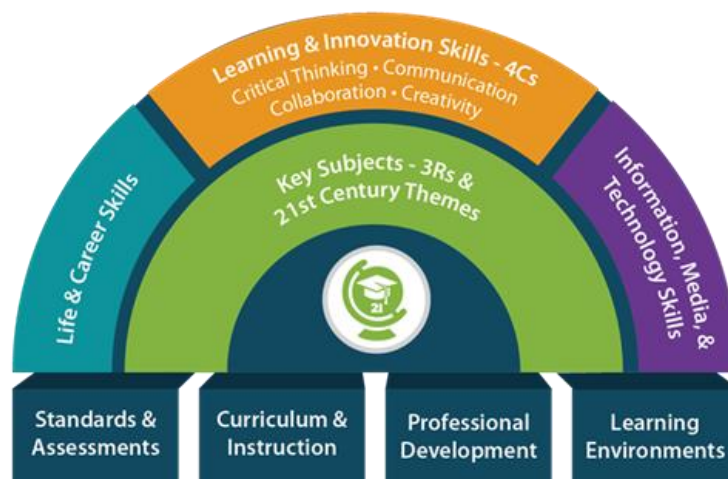 Learning & Innovation Skills - 4Cs
Critical Thinking • Communication
Collaboration • Creativity
Life & Career Skills
Key Subjects - 3Rs &
21st Century Themes
Information, Media, &
Technology Skills
21
Standards &
Assessments
Curriculum &
Instruction
Professional
Development
Learning
Environments